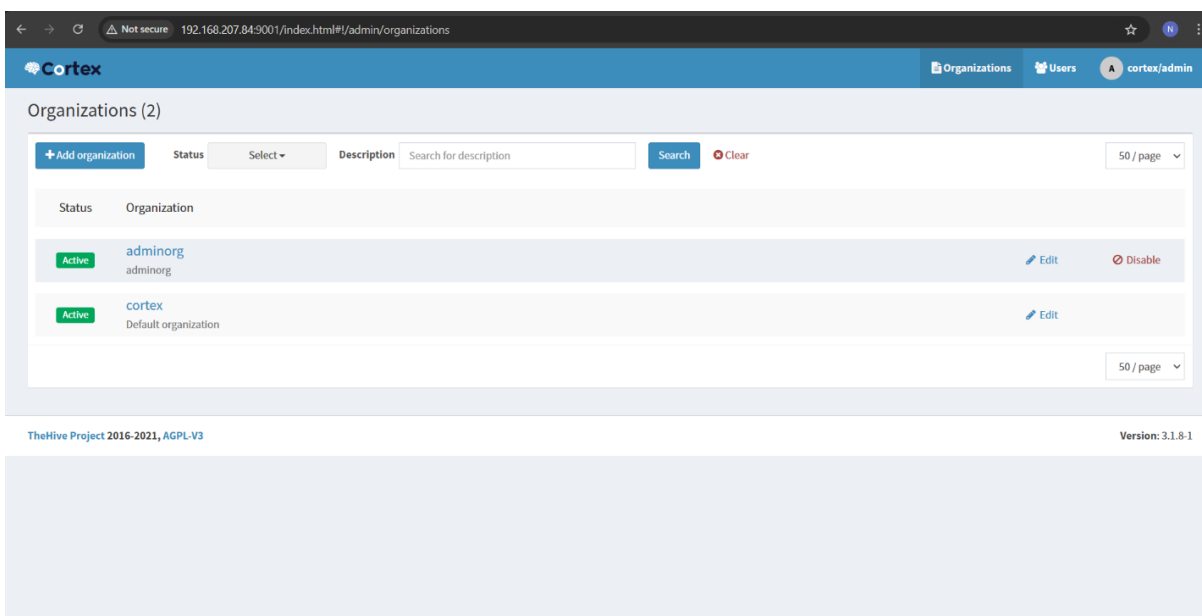 Not secure 192.168.207.84:9001/index.html#!/admin/organizations N
Cortex Organizations Users A cortex/admin
Organizations (2)
Add organization Status Select Description Search for description Search Clear 50 / page
Status Organization
Active adminorg Edit Disable
adminorg
Active cortex Edit
Default organization
50 / page
TheHive Project 2016-2021, AGPL-V3 Version: 3.1.8-1